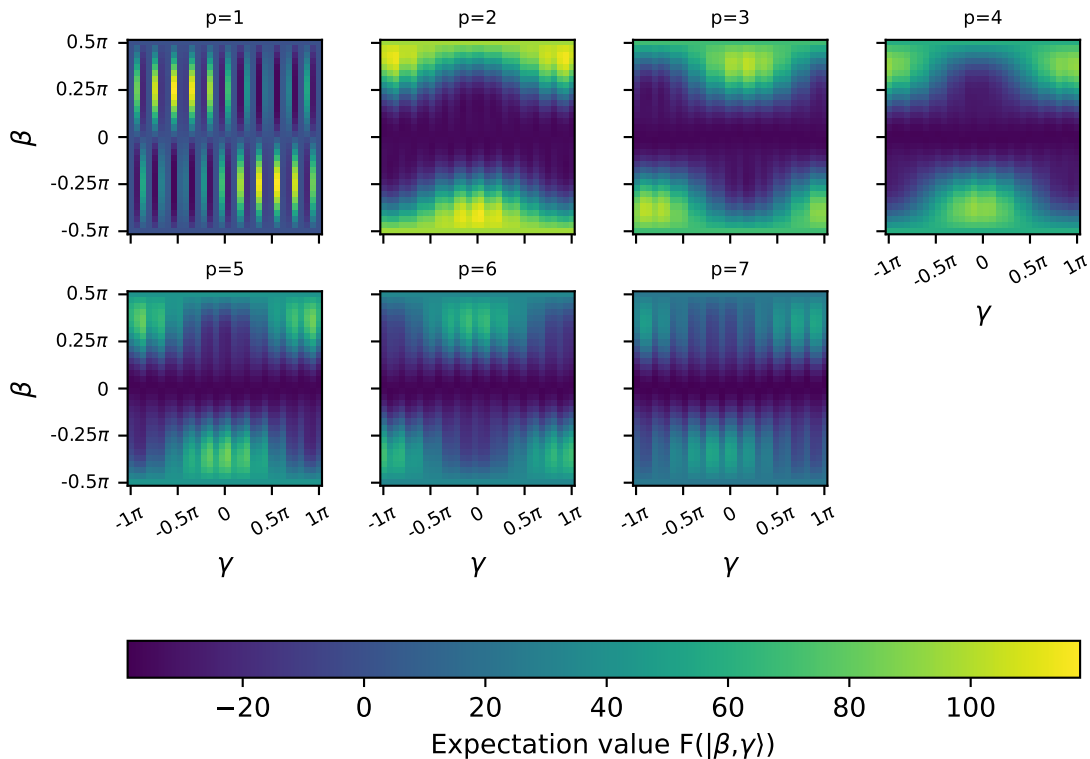 p=1 p=2 p=3 p=4
0.5π
0.25π
0
-0.25π
-0.5π
β
-1π -0.5π 0 0.5π 1π
γ
p=5 p=6 p=7
0.5π
0.25π
0
-0.25π
-0.5π
β
-1π -0.5π 0 0.5π 1π -1π -0.5π 0 0.5π 1π -1π -0.5π 0 0.5π 1π
γ γ γ
−20 0 20 40 60 80 100
Expectation value F(|β,γ⟩)